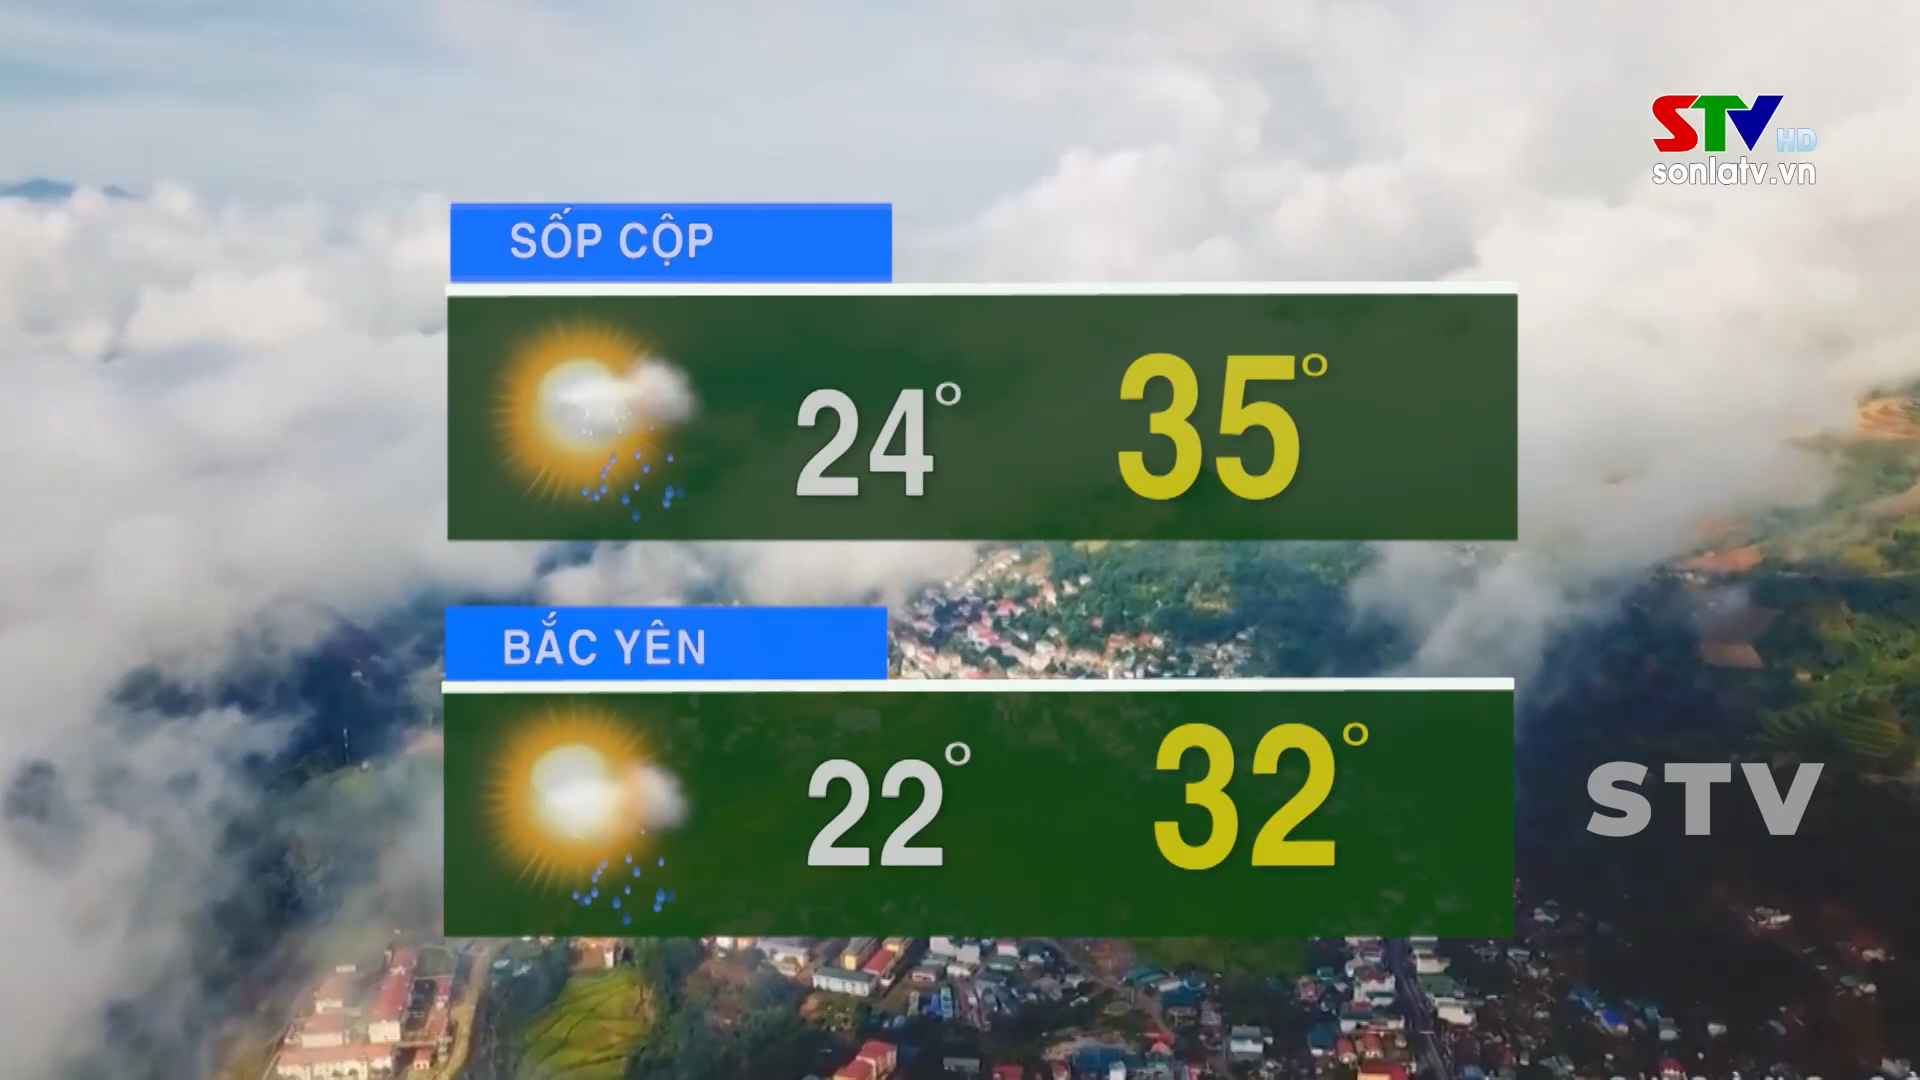 STV HD
sonlatv.vn
SỐP CỘP
24° 35°
BẮC YÊN
22° 32°
STV